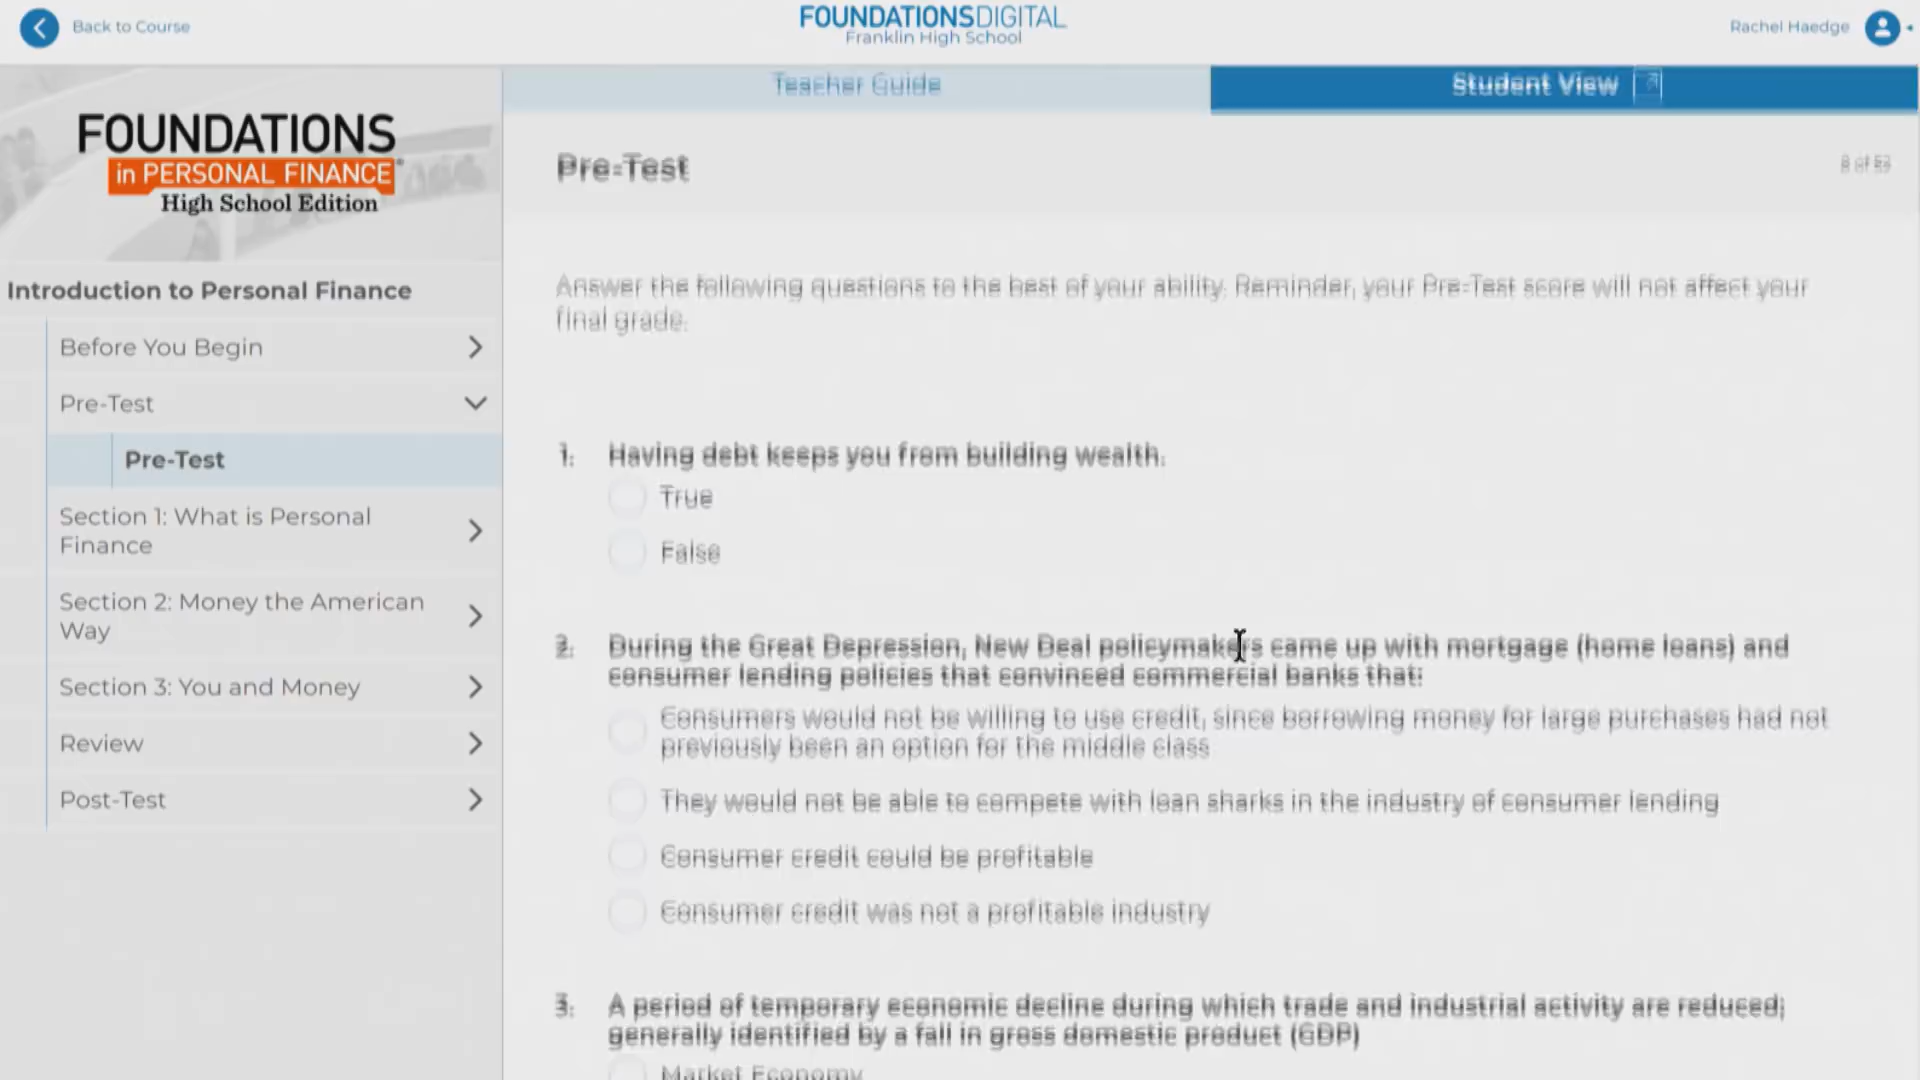 Back to Course
FOUNDATIONSDIGITAL
Franklin High School
Rachel Haedge
FOUNDATIONS
in PERSONAL FINANCE
High School Edition
Introduction to Personal Finance
Before You Begin
Pre-Test
Pre-Test
Section 1: What is Personal
Finance
Section 2: Money the American
Way
Section 3: You and Money
Review
Post-Test
Teacher Guide
Student View
Pre-Test
Answer the following questions to the best of your ability. Reminder, your Pre-Test score will not affect your
final grade.
1. Having debt keeps you from building wealth.
True
False
2. During the Great Depression, New Deal policymakers came up with mortgage (home loans) and
consumer lending policies that convinced commercial banks that:
Consumers would not be willing to use credit, since borrowing money for large purchases had not
previously been an option for the middle class
They would not be able to compete with loan sharks in the industry of consumer lending
Consumer credit could be profitable
Consumer credit was not a profitable industry
3. A period of temporary economic decline during which trade and industrial activity are reduced;
generally identified by a fall in gross domestic product (GDP)
Market Economy